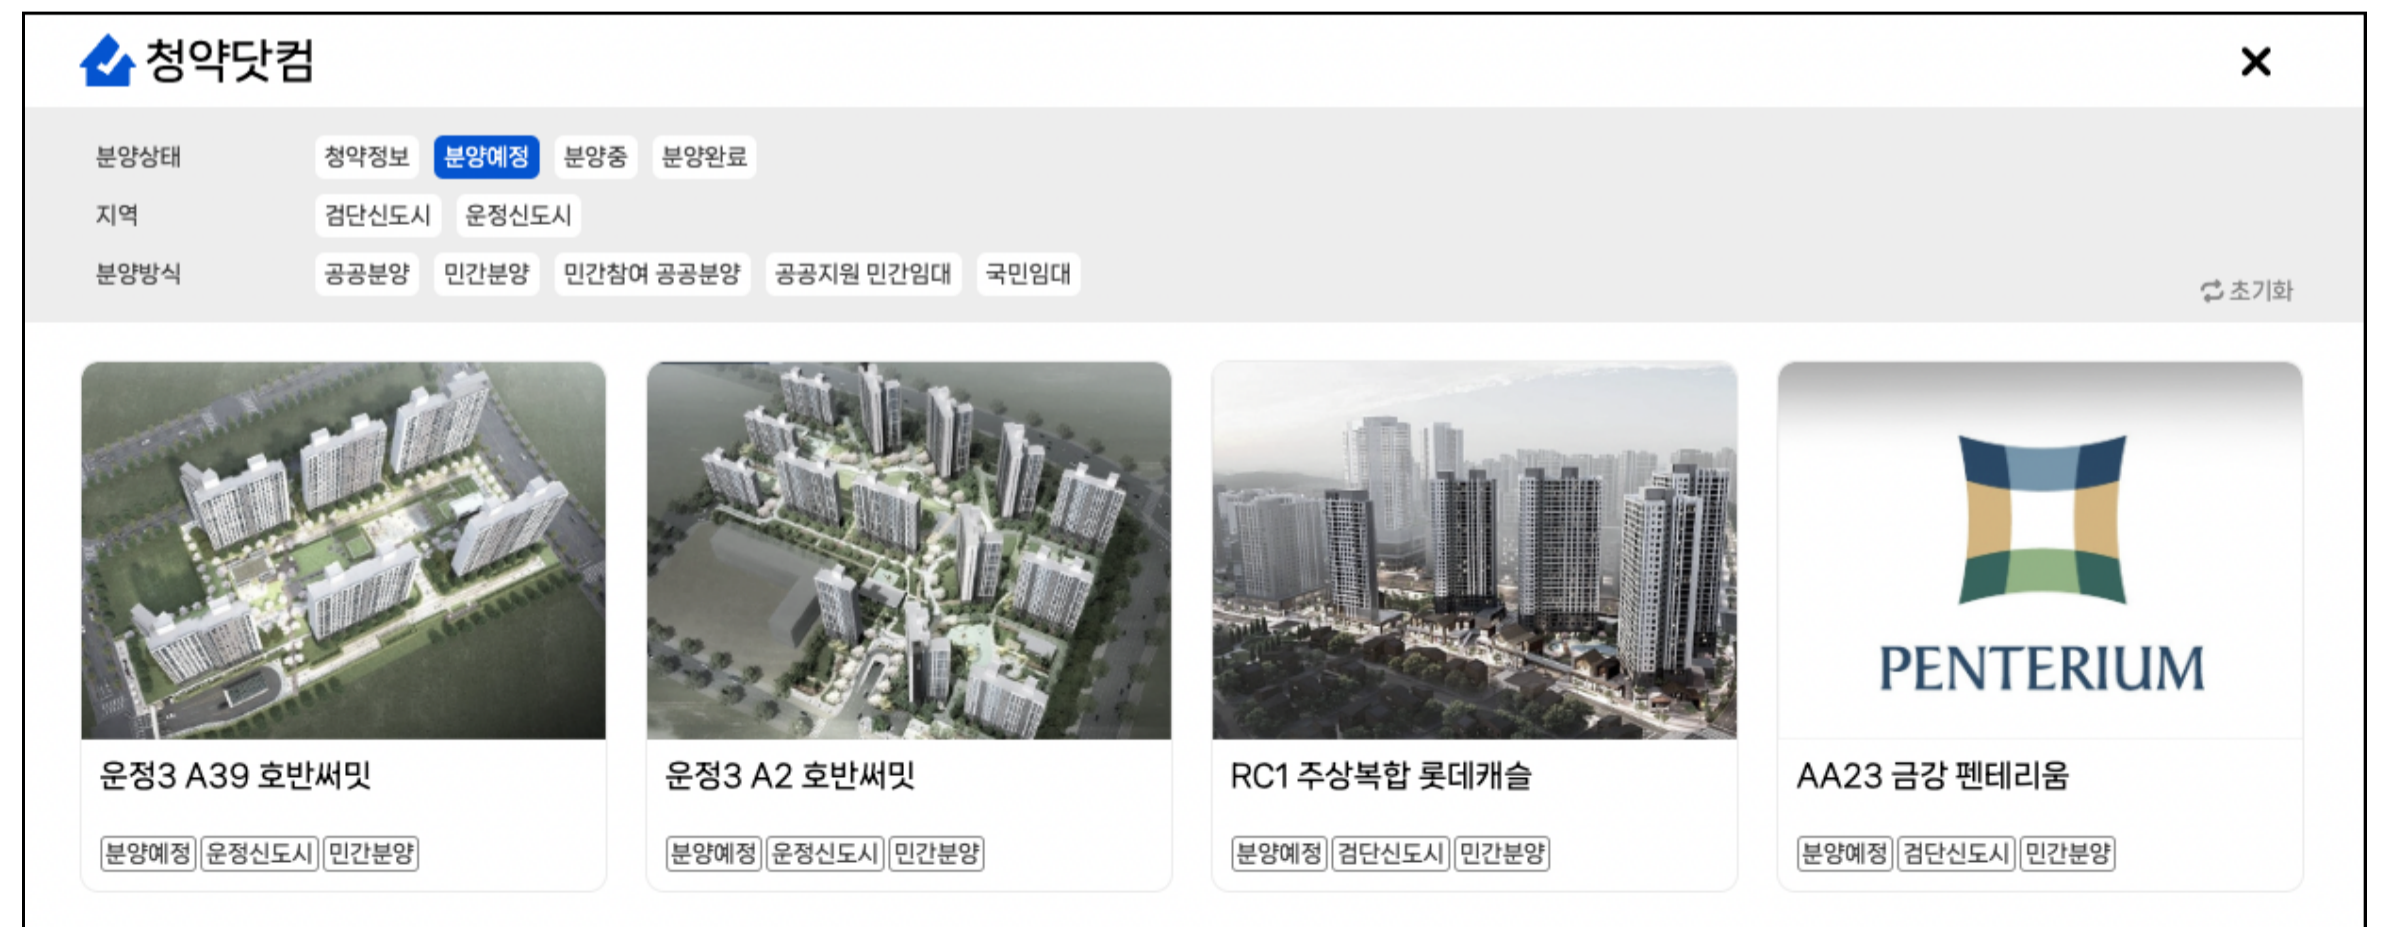 청약닷컴
분양상태 청약정보 분양예정 분양중 분양완료
지역 검단신도시 운정신도시
분양방식 공공분양 민간분양 민간참여 공공분양 공공지원 민간임대 국민임대
초기화
PENTERIUM
운정3 A39 호반써밋
분양예정 운정신도시 민간분양
운정3 A2 호반써밋
분양예정 운정신도시 민간분양
RC1 주상복합 롯데캐슬
분양예정 검단신도시 민간분양
AA23 금강 펜테리움
분양예정 검단신도시 민간분양